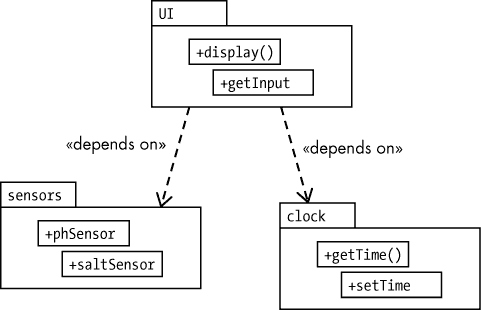 UI
+display()
+getInput
«depends on»
«depends on»
sensors
+phSensor
+saltSensor
clock
+getTime()
+setTime